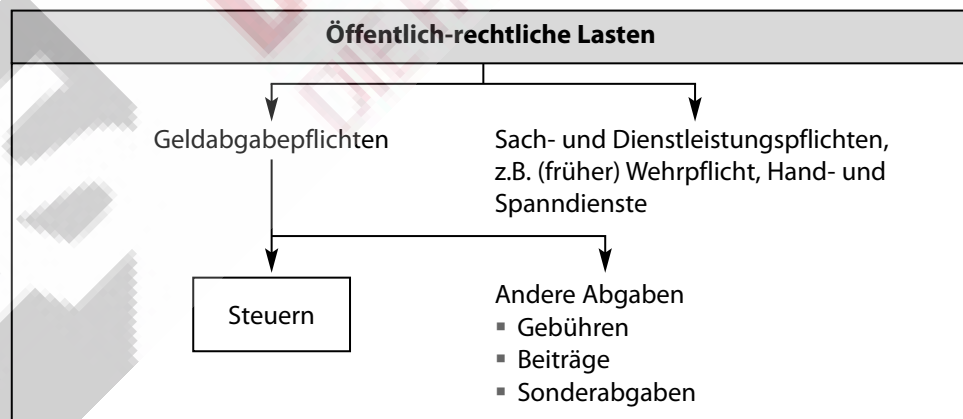 Öffentlich-rechtliche Lasten
Geldabgabepflichten
Sach- und Dienstleistungspflichten,
z.B. (früher) Wehrpflicht, Hand- und
Spanndienste
Steuern
Andere Abgaben
▪ Gebühren
▪ Beiträge
▪ Sonderabgaben